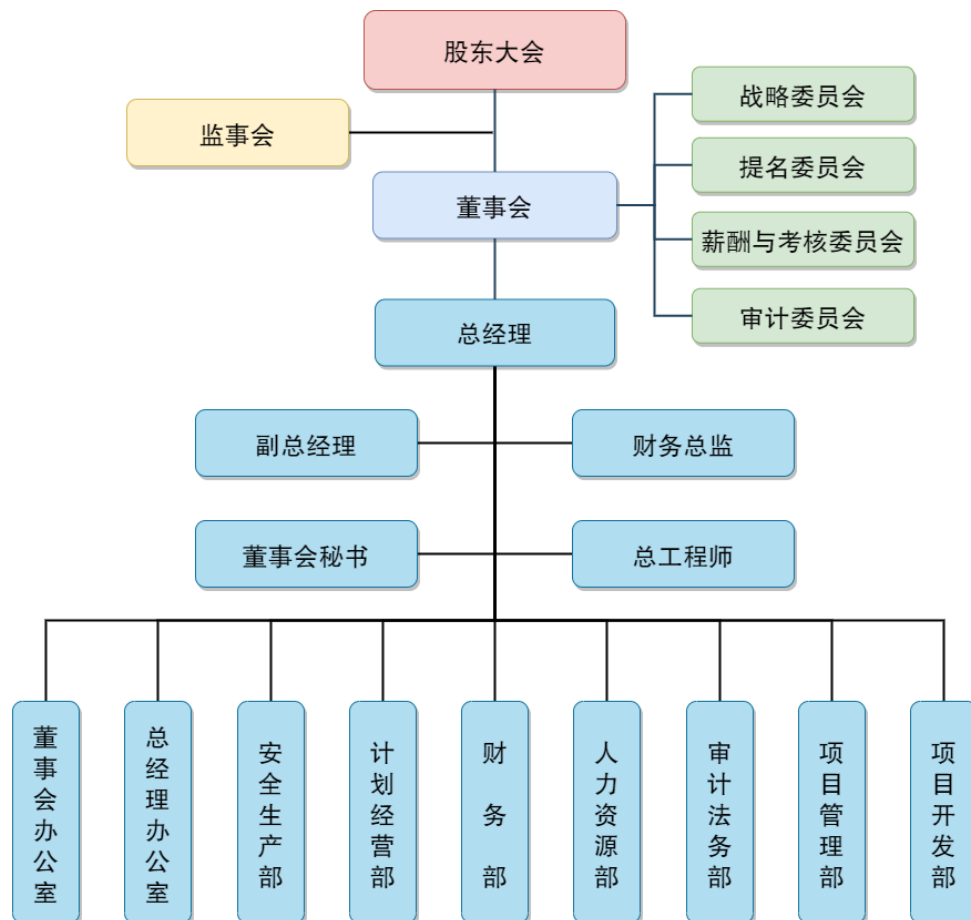 股东大会
监事会
战略委员会
提名委员会
董事会
薪酬与考核委员会
审计委员会
总经理
副总经理
财务总监
董事会秘书
总工程师
董事会办公室
总经理办公室
安全生产部
计划经营部
财务部
人力资源部
审计法务部
项目管理部
项目开发部